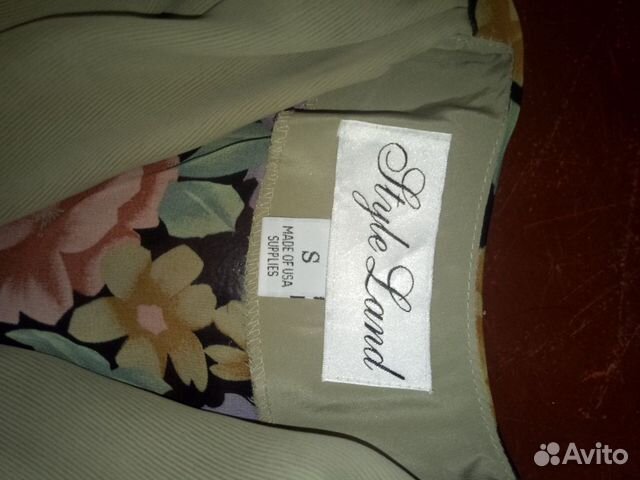 Style Land
S
MADE OF USA
SUPPLIES
Avito